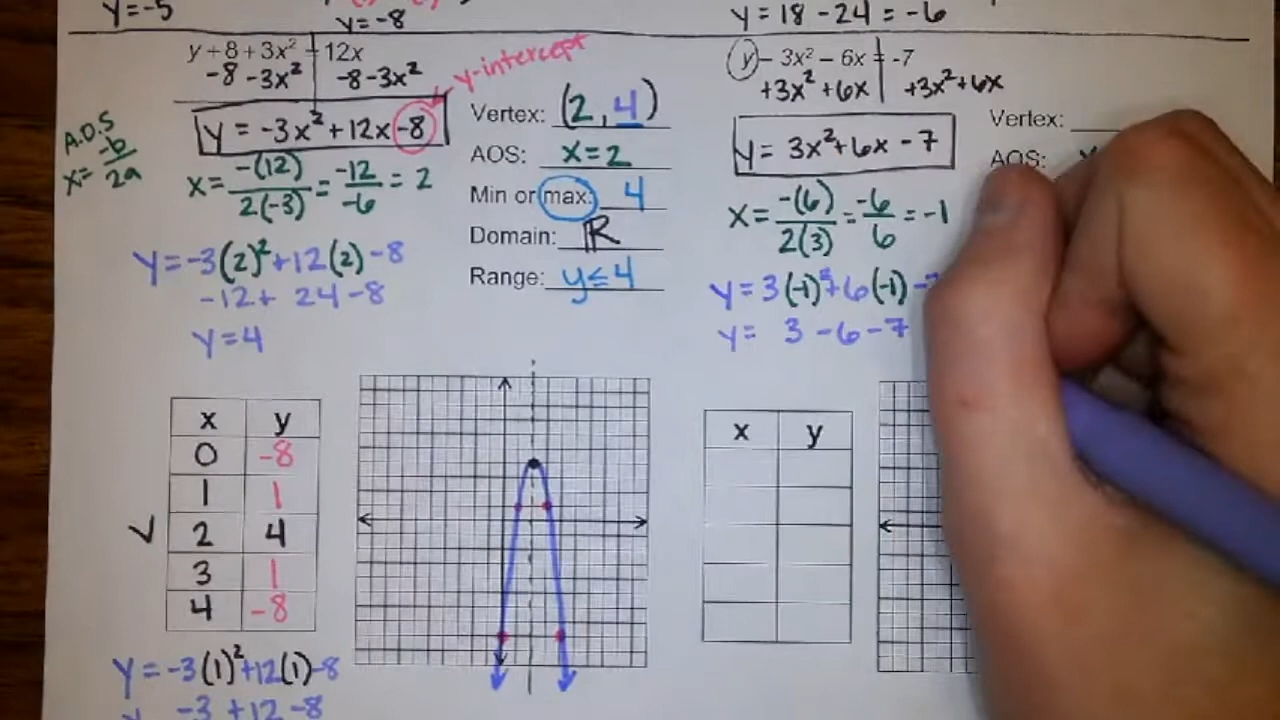 y=-5
y=-8
y + 8 + 3x² = 12x
-8 -3x² -8 -3x²
y-intercept
y = -3x² + 12x -8
A.O.S
x = -b/2a
x = -(12)/2(-3) = -12/-6 = 2
y = -3(2)² + 12(2) - 8
-12 + 24 - 8
y = 4
Vertex: (2, 4)
AOS: x = 2
Min or max: 4
Domain: ℝ
Range: y ≤ 4
x y
0 -8
1 1
V 2 4
3 1
4 -8
y = -3(1)² + 12(1) - 8
-3 + 12 - 8
y = 18 - 24 = -6
y - 3x² - 6x = -7
+3x² + 6x +3x² + 6x
y = 3x² + 6x - 7
x = -(6)/2(3) = -6/6 = -1
y = 3(-1)² + 6(-1) - 7
y = 3 - 6 - 7
Vertex:
AOS:
x y